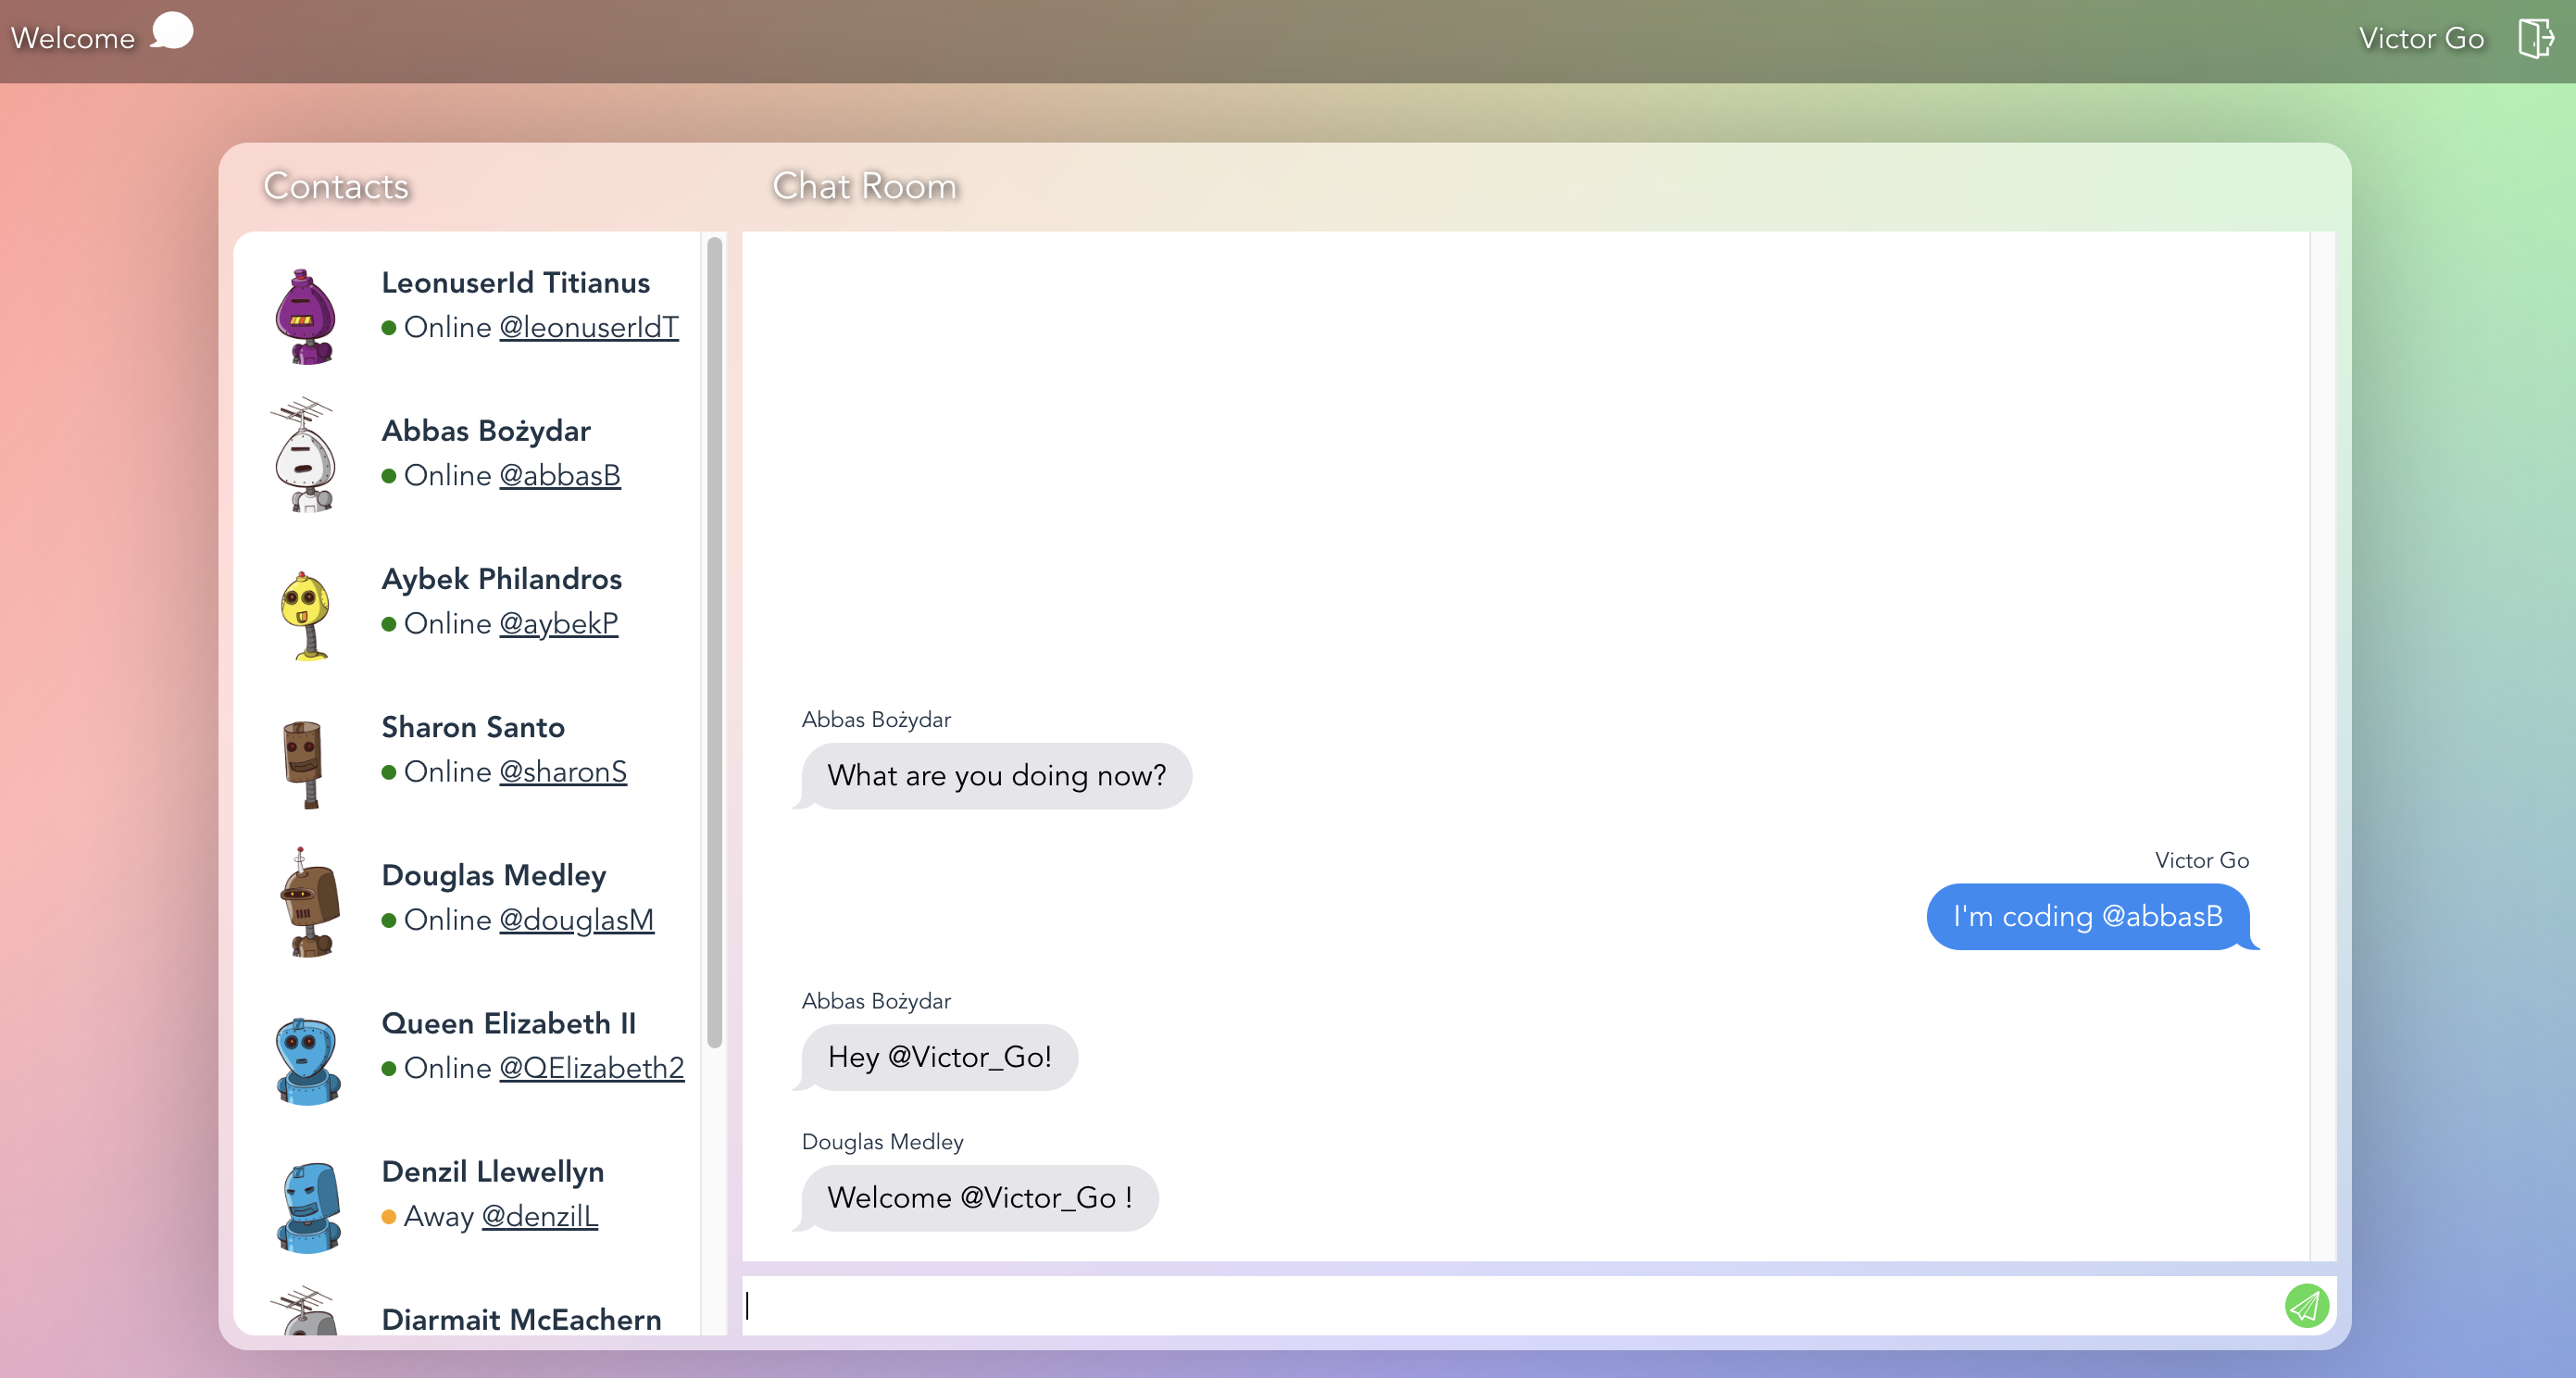 Welcome
Victor Go
Contacts
Chat Room
LeonuserId Titianus
Online @leonuserIdT
Abbas Bożydar
Online @abbasB
Aybek Philandros
Online @aybekP
Sharon Santo
Online @sharonS
Douglas Medley
Online @douglasM
Queen Elizabeth II
Online @QElizabeth2
Denzil Llewellyn
Away @denzilL
Diarmait McEachern
Abbas Bożydar
What are you doing now?
Victor Go
I'm coding @abbasB
Abbas Bożydar
Hey @Victor_Go!
Douglas Medley
Welcome @Victor_Go !